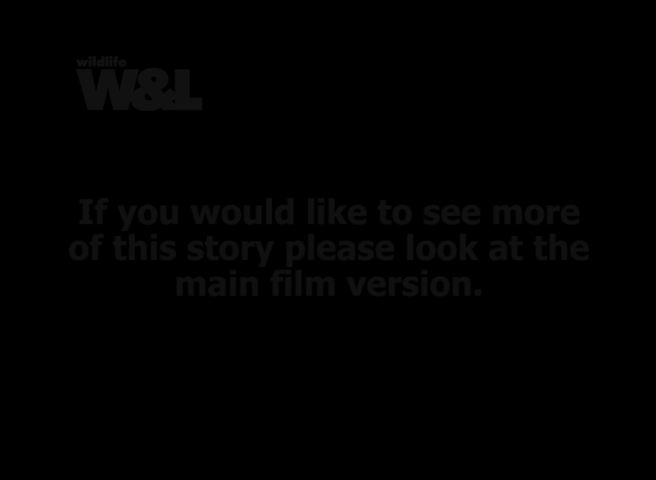 wildlife
W&L
If you would like to see more
of this story please look at the
main film version.